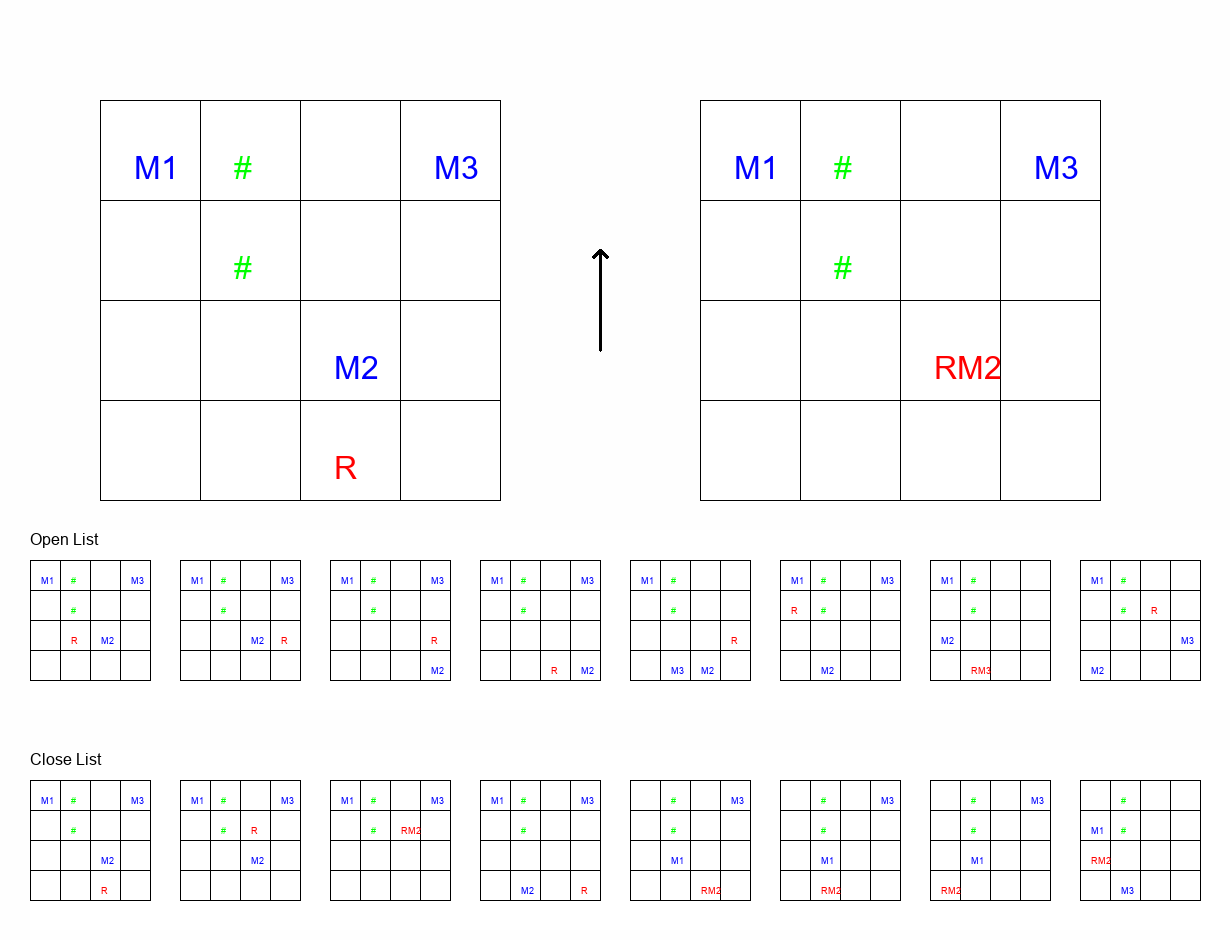 M1 # M3 M1 # M3
# #
M2 RM2
R
Open List
M1 # M3 M1 # M3 M1 # M3 M1 # M3 M1 # M1 # M3 M1 # M1 #
# # # # # R # # # R
R M2 M2 R R R M2 M3
M2 R M2 M3 M2 M2 RM3 M2
Close List
M1 # M3 M1 # M3 M1 # M3 M1 # M3 # M3 # M3 # M3 #
# # R # RM2 # # # # M1 #
M2 M2 M1 M1 M1 RM2
R M2 R RM2 RM2 RM2 M3